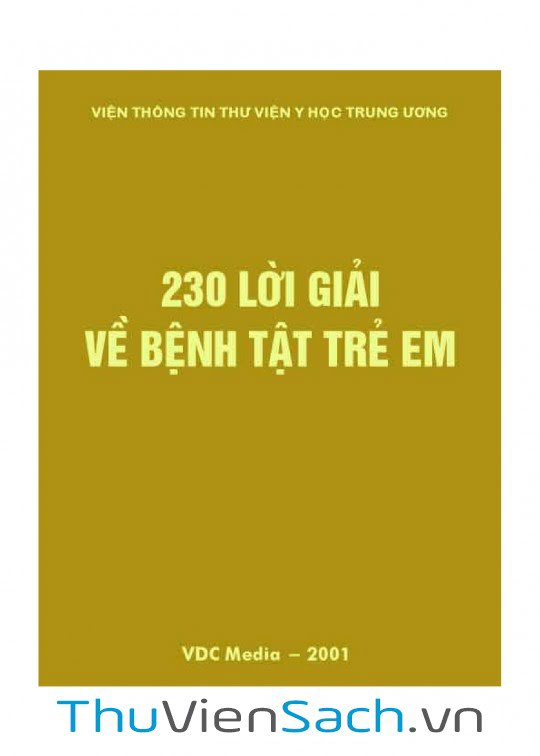 VIỆN THÔNG TIN THƯ VIỆN Y HỌC TRUNG ƯƠNG
230 LỜI GIẢI
VỀ BỆNH TẬT TRẺ EM
VDC Media – 2001
ThuVienSach.vn